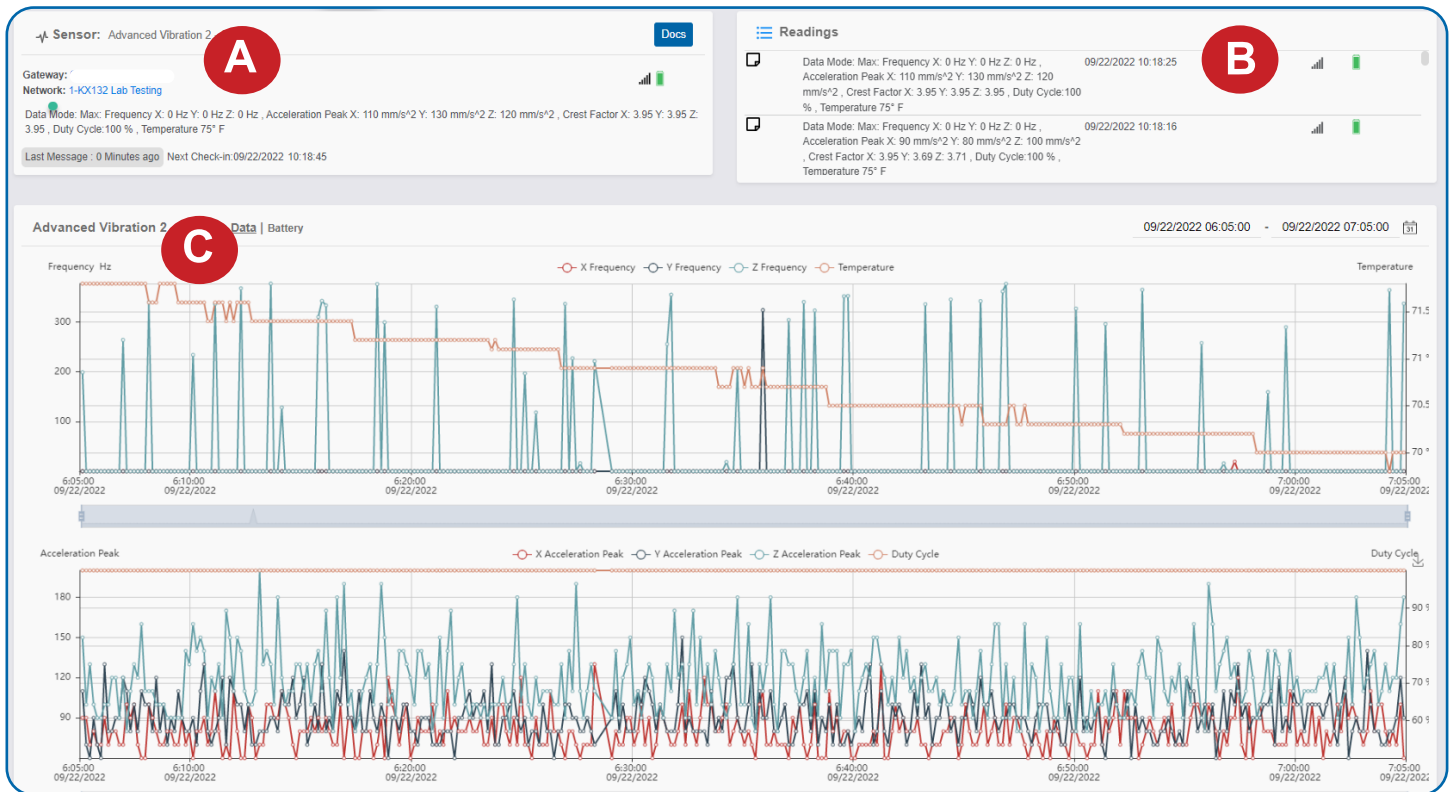 Sensor: Advanced Vibration 2
Docs
A
Gateway:
Network: 1-KX132 Lab Testing
Data Mode: Max: Frequency X: 0 Hz Y: 0 Hz Z: 0 Hz , Acceleration Peak X: 110 mm/s^2 Y: 130 mm/s^2 Z: 120 mm/s^2 , Crest Factor X: 3.95 Y: 3.95 Z:
3.95 , Duty Cycle:100 % , Temperature 75° F
Last Message : 0 Minutes ago Next Check-in:09/22/2022 10:18:45
Readings
B
Data Mode: Max: Frequency X: 0 Hz Y: 0 Hz Z: 0 Hz , 09/22/2022 10:18:25
Acceleration Peak X: 110 mm/s^2 Y: 130 mm/s^2 Z: 120
mm/s^2 , Crest Factor X: 3.95 Y: 3.95 Z: 3.95 , Duty Cycle:100
% , Temperature 75° F
Data Mode: Max: Frequency X: 0 Hz Y: 0 Hz Z: 0 Hz , 09/22/2022 10:18:16
Acceleration Peak X: 90 mm/s^2 Y: 80 mm/s^2 Z: 100 mm/s^2
, Crest Factor X: 3.95 Y: 3.69 Z: 3.71 , Duty Cycle:100 % ,
Temperature 75° F
Advanced Vibration 2 Data | Battery
C
09/22/2022 06:05:00 - 09/22/2022 07:05:00 31
Frequency Hz X Frequency Y Frequency Z Frequency Temperature Temperature
300
200
100
71.5
71 °
70.5
70 °
6:05:00 6:10:00 6:20:00 6:30:00 6:40:00 6:50:00 7:00:00 7:05:00
09/22/2022 09/22/2022 09/22/2022 09/22/2022 09/22/2022 09/22/2022 09/22/2022 09/22/2022
Acceleration Peak X Acceleration Peak Y Acceleration Peak Z Acceleration Peak Duty Cycle Duty Cycle
180
150
120
90
90 %
80 %
70 %
60 %
6:05:00 6:10:00 6:20:00 6:30:00 6:40:00 6:50:00 7:00:00 7:05:00
09/22/2022 09/22/2022 09/22/2022 09/22/2022 09/22/2022 09/22/2022 09/22/2022 09/22/2022